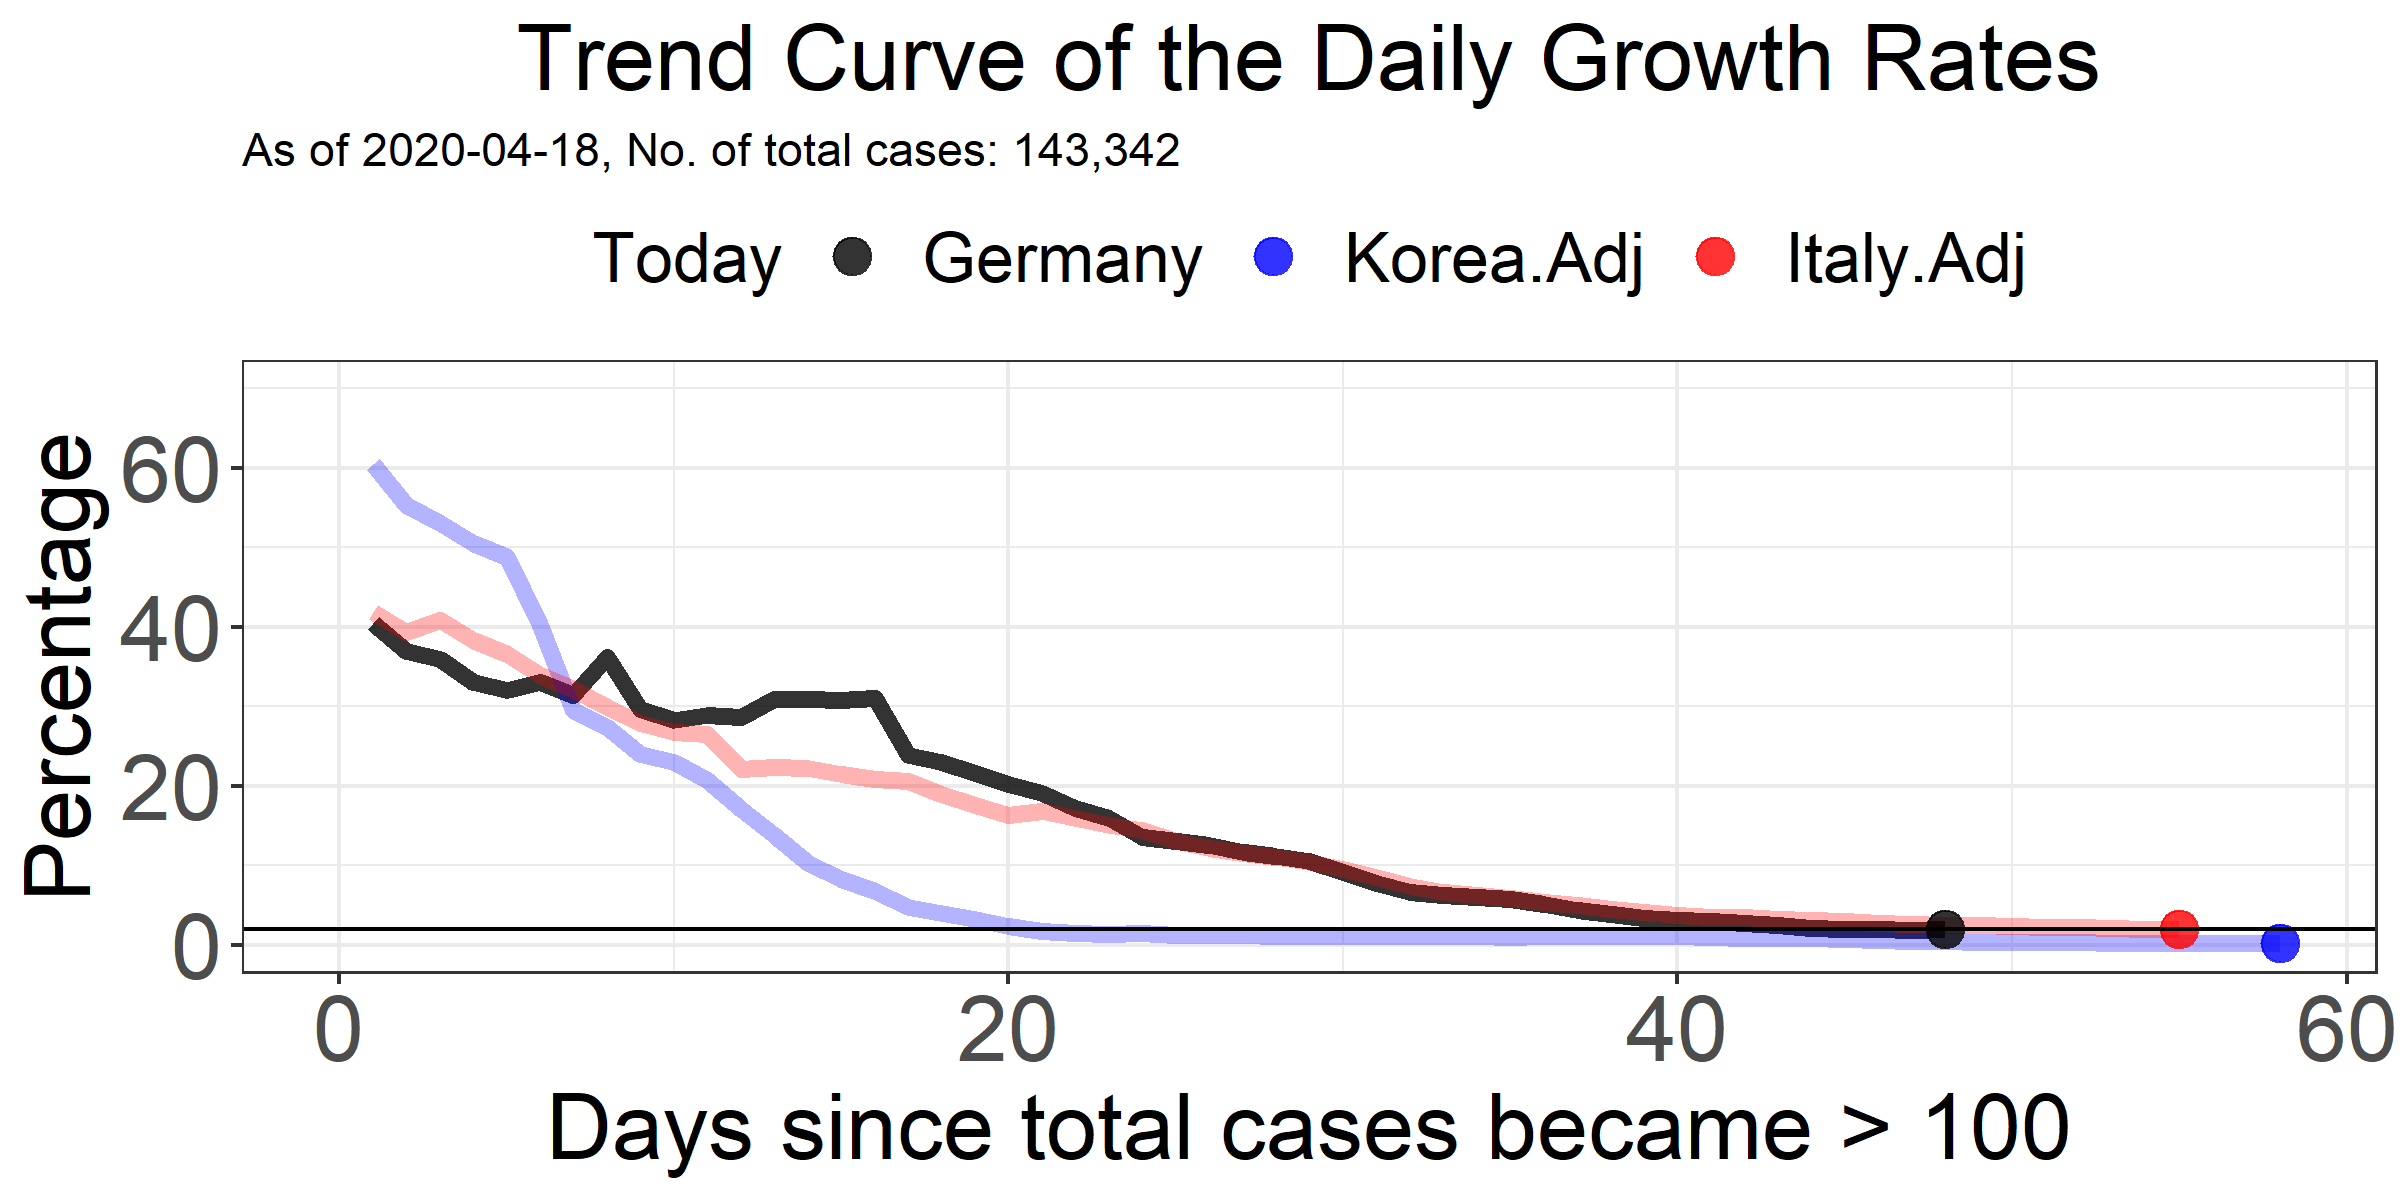 Trend Curve of the Daily Growth Rates
As of 2020-04-18, No. of total cases: 143,342
Today Germany Korea.Adj Italy.Adj
Percentage
60
40
20
0
0 20 40 60
Days since total cases became > 100